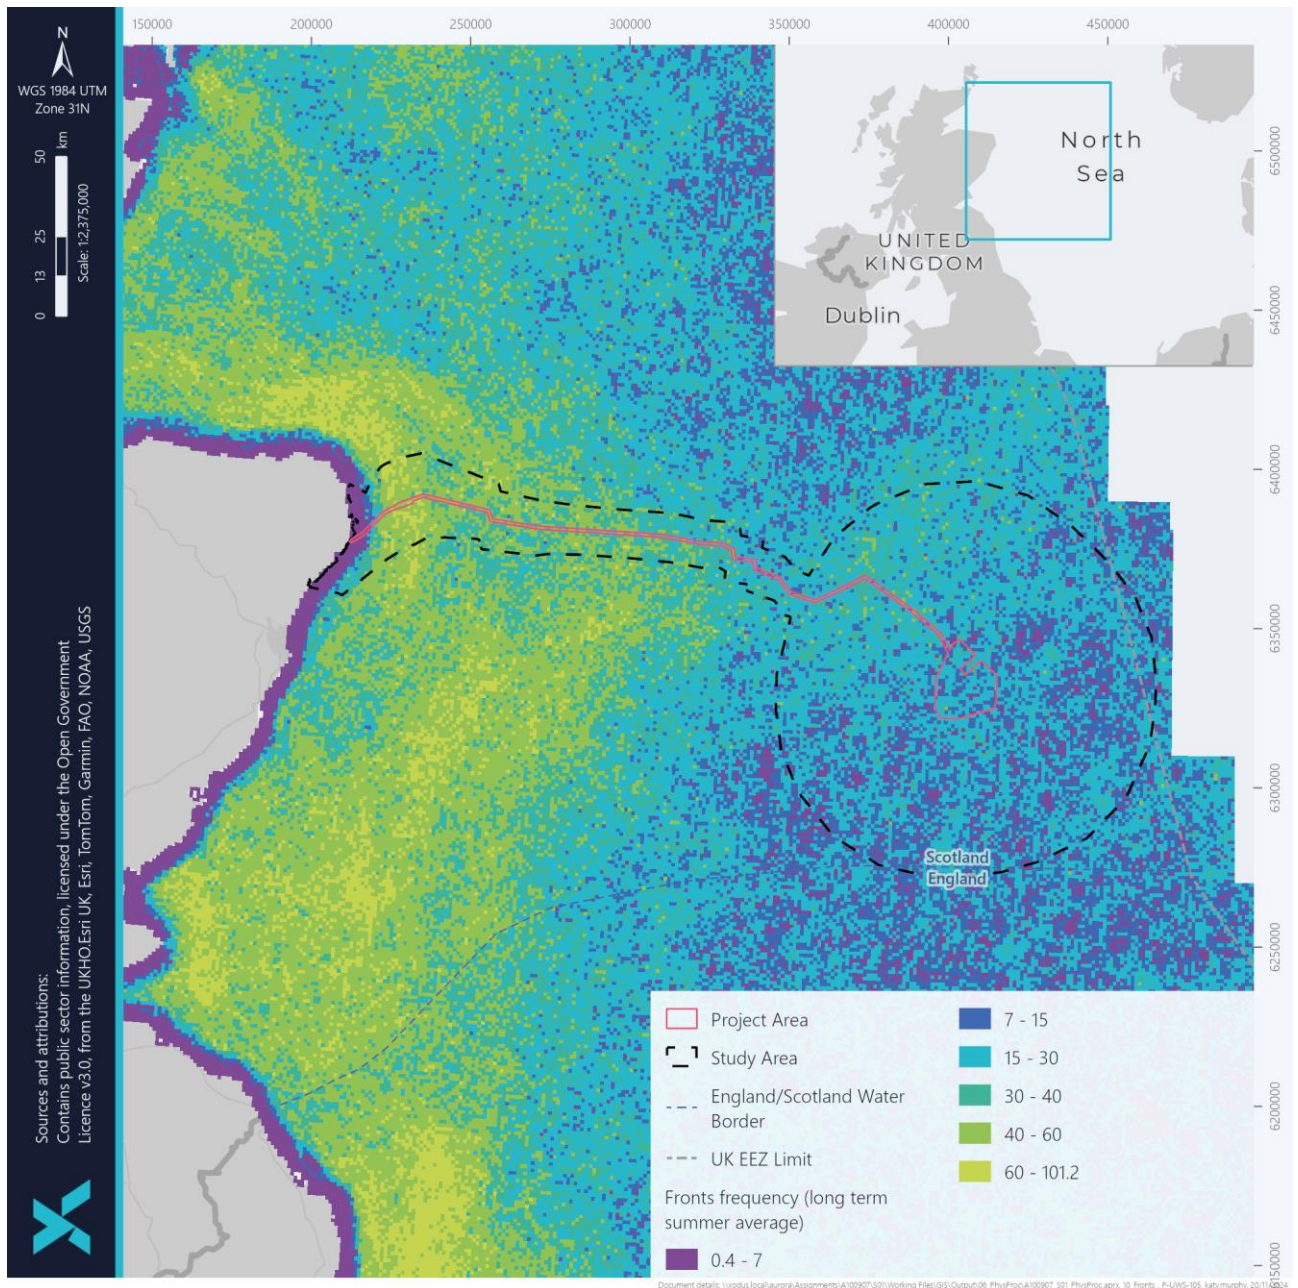 150000
200000
250000
300000
350000
400000
450000
N
WGS 1984 UTM
Zone 31N
km
50
25
13
0
Scale: 1:2,375,000
Sources and attributions:
Contains public sector information, licensed under the Open Government
Licence v3.0, from the UKHO.Esri UK, Esri, TomTom, Garmin, FAO, NOAA, USGS
North
Sea
UNITED
KINGDOM
Dublin
6500000
6450000
6400000
6350000
6300000
6250000
6200000
6150000
Scotland
England
Project Area
Study Area
England/Scotland Water
Border
UK EEZ Limit
Fronts frequency (long term
summer average)
0.4 - 7
7 - 15
15 - 30
30 - 40
40 - 60
60 - 101.2